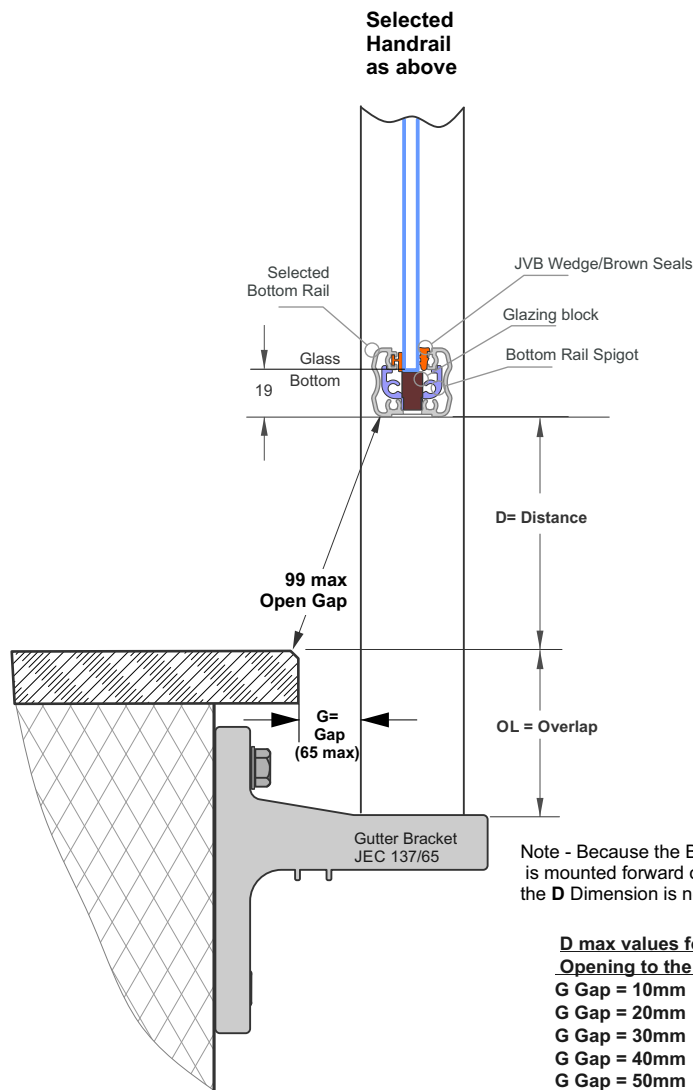 Selected
Handrail
as above
JVB Wedge/Brown Seals
Selected
Bottom Rail
Glazing block
Glass
Bottom
Bottom Rail Spigot
19
D= Distance
99 max
Open Gap
G=
Gap
(65 max)
OL = Overlap
Gutter Bracket
JEC 137/65
Note - Because the
is mounted forward
the D Dimension is
D max values
Opening to the
G Gap = 10mm
G Gap = 20mm
G Gap = 30mm
G Gap = 40mm
G Gap = 50mm